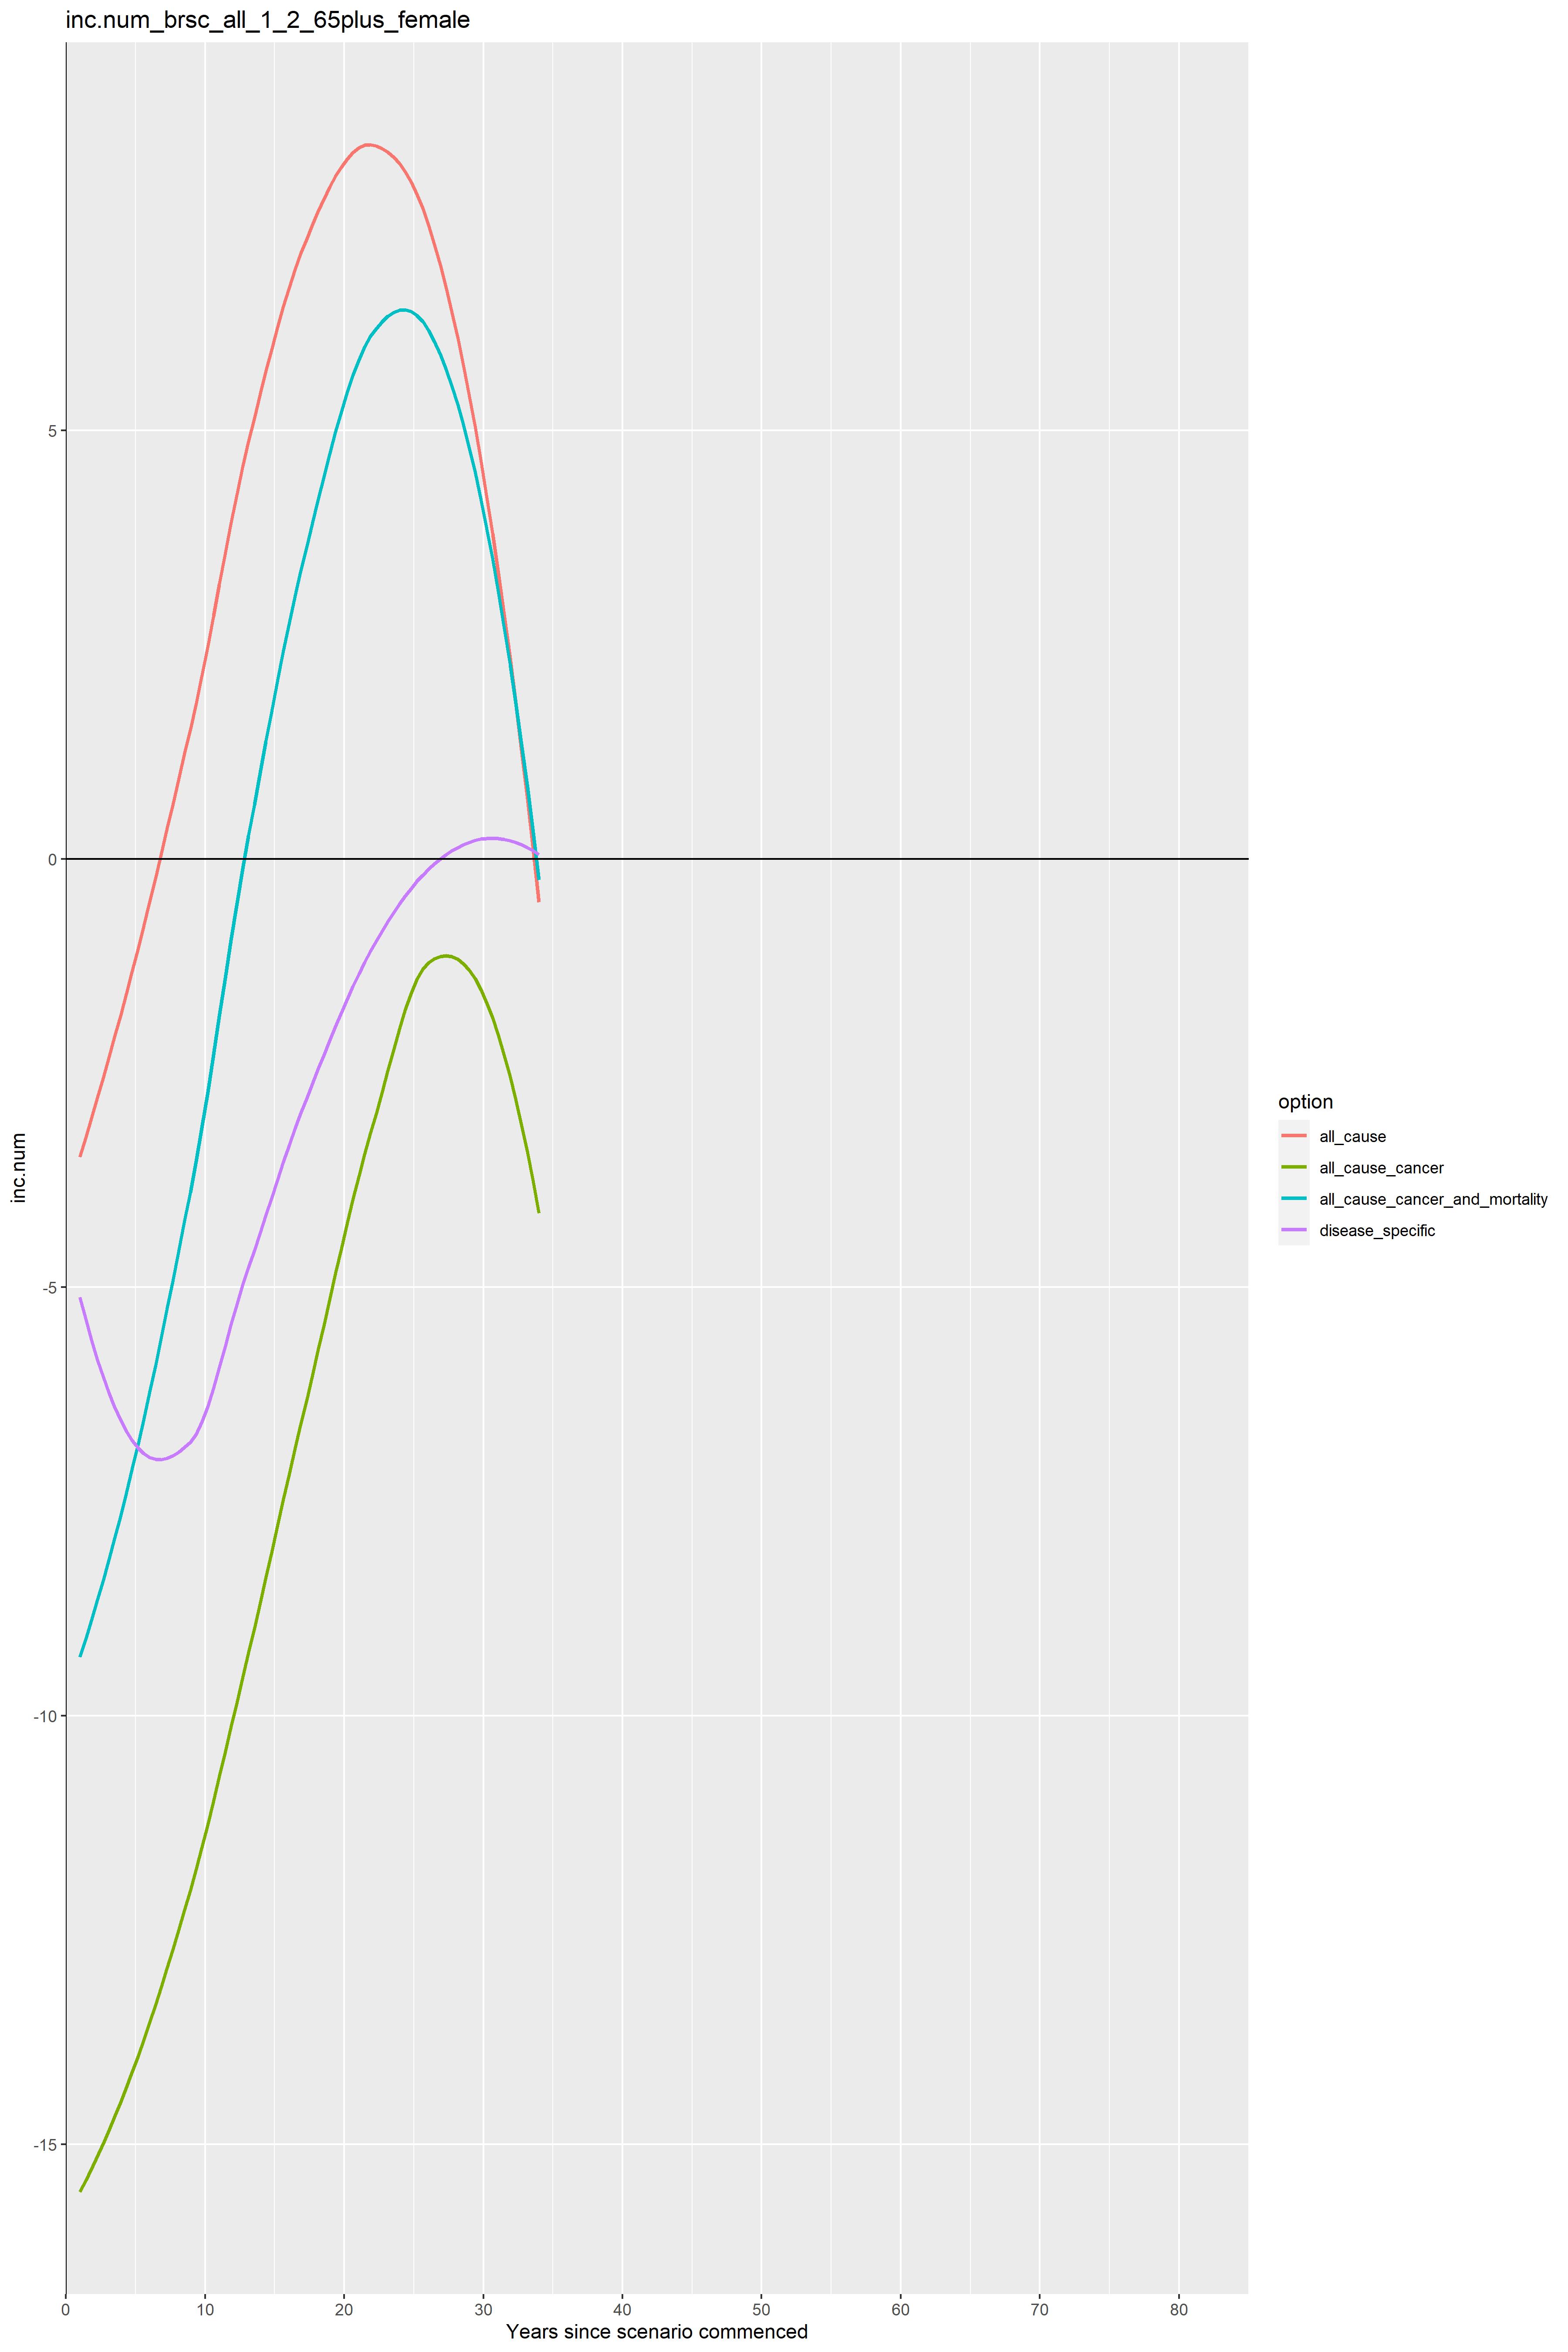 inc.num_brsc_all_1_2_65plus_female
inc.num
5
0
-5
-10
-15
0 10 20 30 40 50 60 70 80
Years since scenario commenced
option
all_cause
all_cause_cancer
all_cause_cancer_and_mortality
disease_specific